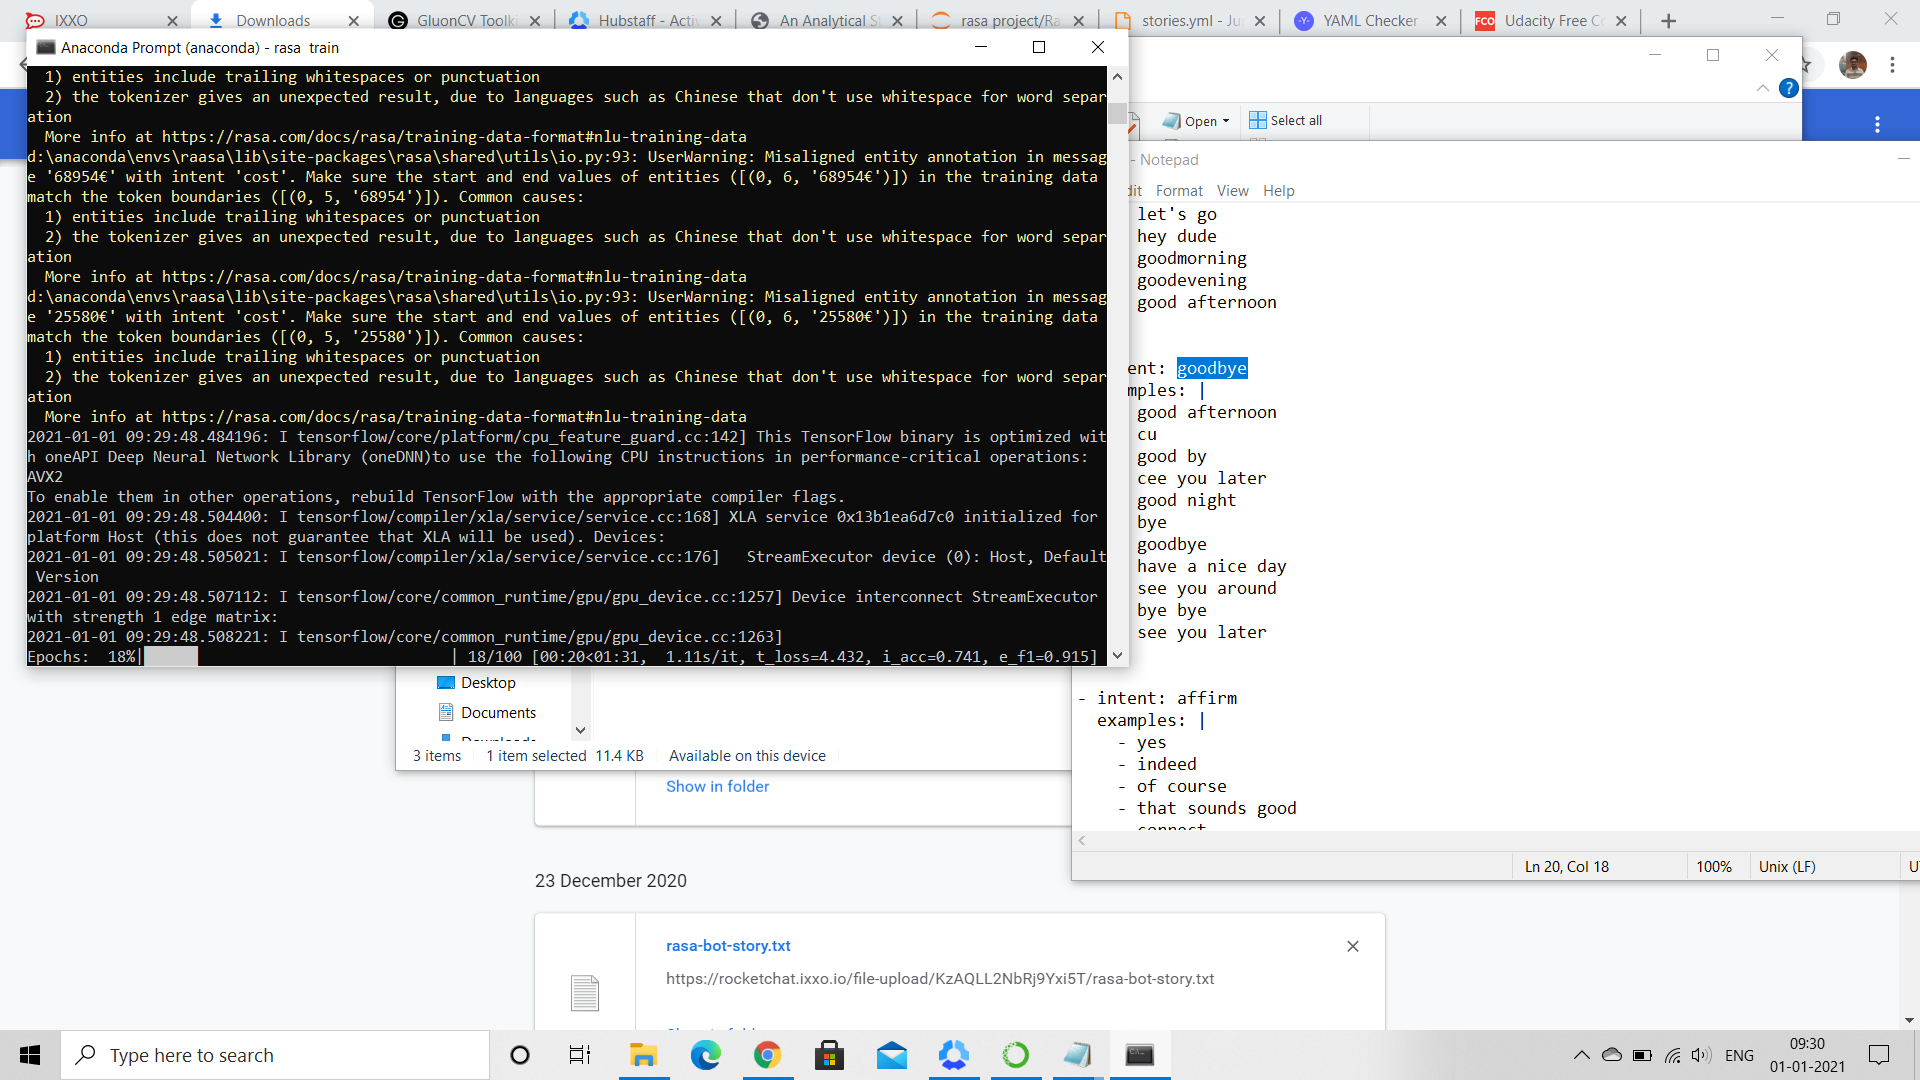 IXXO
Downloads
GluonCV Toolk
Hubstaff - Activ
An Analytical S
rasa project/Ra
stories.yml - Ju
YAML Checker
FCO Udacity Free C
Anaconda Prompt (anaconda) - rasa  train
1) entities include trailing whitespaces or punctuation
2) the tokenizer gives an unexpected result, due to languages such as Chinese that don't use whitespace for word separ
ation
More info at https://rasa.com/docs/rasa/training-data-format#nlu-training-data
d:\anaconda\envs\raasa\lib\site-packages\rasa\shared\utils\io.py:93: UserWarning: Misaligned entity annotation in messag
e '68954€' with intent 'cost'. Make sure the start and end values of entities ([(0, 6, '68954€')]) in the training data
match the token boundaries ([(0, 5, '68954')]). Common causes:
1) entities include trailing whitespaces or punctuation
2) the tokenizer gives an unexpected result, due to languages such as Chinese that don't use whitespace for word separ
ation
More info at https://rasa.com/docs/rasa/training-data-format#nlu-training-data
d:\anaconda\envs\raasa\lib\site-packages\rasa\shared\utils\io.py:93: UserWarning: Misaligned entity annotation in messag
e '25580€' with intent 'cost'. Make sure the start and end values of entities ([(0, 6, '25580€')]) in the training data
match the token boundaries ([(0, 5, '25580')]). Common causes:
1) entities include trailing whitespaces or punctuation
2) the tokenizer gives an unexpected result, due to languages such as Chinese that don't use whitespace for word separ
ation
More info at https://rasa.com/docs/rasa/training-data-format#nlu-training-data
2021-01-01 09:29:48.484196: I tensorflow/core/platform/cpu_feature_guard.cc:142] This TensorFlow binary is optimized wit
h oneAPI Deep Neural Network Library (oneDNN)to use the following CPU instructions in performance-critical operations:
AVX2
To enable them in other operations, rebuild TensorFlow with the appropriate compiler flags.
2021-01-01 09:29:48.504400: I tensorflow/compiler/xla/service/service.cc:168] XLA service 0x13b1ea6d7c0 initialized for
platform Host (this does not guarantee that XLA will be used). Devices:
2021-01-01 09:29:48.505021: I tensorflow/compiler/xla/service/service.cc:176]   StreamExecutor device (0): Host, Default
Version
2021-01-01 09:29:48.507112: I tensorflow/core/common_runtime/gpu/gpu_device.cc:1257] Device interconnect StreamExecutor
with strength 1 edge matrix:
2021-01-01 09:29:48.508221: I tensorflow/core/common_runtime/gpu/gpu_device.cc:1263]
Epochs:  18%| | 18/100 [00:20<01:31,  1.11s/it, t_loss=4.432, i_acc=0.741, e_f1=0.915]
Open
Select all
- Notepad
dit Format View Help
let's go
hey dude
goodmorning
goodevening
good afternoon
ent: goodbye
mples: |
good afternoon
cu
good by
cee you later
good night
bye
goodbye
have a nice day
see you around
bye bye
see you later
- intent: affirm
examples: |
- yes
- indeed
- of course
- that sounds good
correct
Ln 20, Col 18
100%
Unix (LF)
U
Desktop
Documents
Downloads
3 items
1 item selected 11.4 KB
Available on this device
Show in folder
23 December 2020
rasa-bot-story.txt
https://rocketchat.ixxo.io/file-upload/KzAQLL2NbRj9Yxi5T/rasa-bot-story.txt
Type here to search
ENG
09:30
01-01-2021